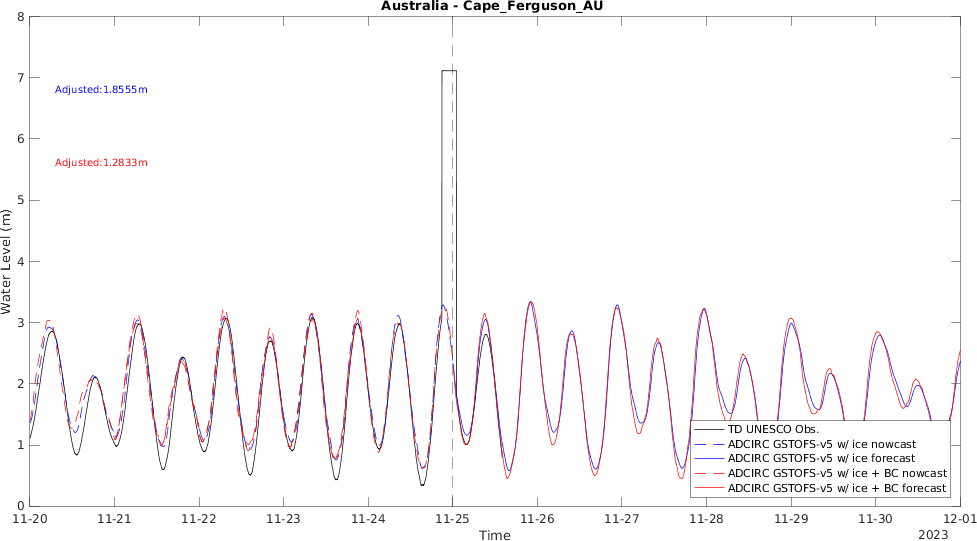 Australia - Cape_Ferguson_AU
8
7
6
5
4
3
2
1
0
Water Level (m)
Adjusted:1.8555m
Adjusted:1.2833m
TD UNESCO Obs.
ADCIRC GSTOFS-v5 w/ ice nowcast
ADCIRC GSTOFS-v5 w/ ice forecast
ADCIRC GSTOFS-v5 w/ ice + BC nowcast
ADCIRC GSTOFS-v5 w/ ice + BC forecast
11-20 11-21 11-22 11-23 11-24 11-25 11-26 11-27 11-28 11-29 11-30 12-01
Time
2023